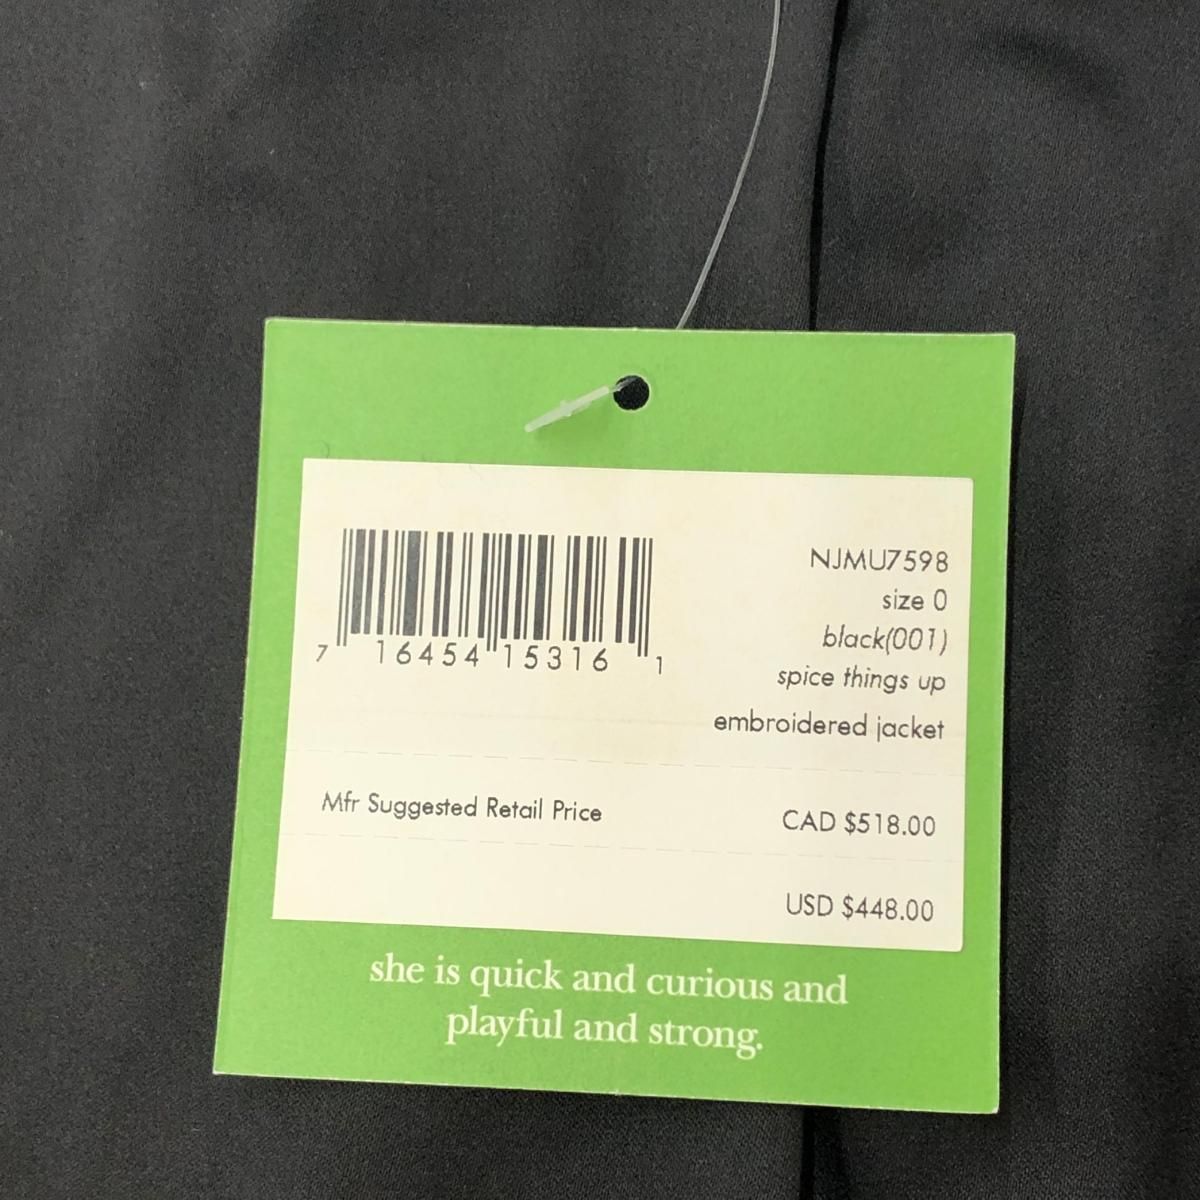 NJMU7598
size 0
black(001)
spice things up
embroidered jacket
7 16454 15316 1
Mfr Suggested Retail Price CAD $518.00
USD $448.00
she is quick and curious and
playful and strong.